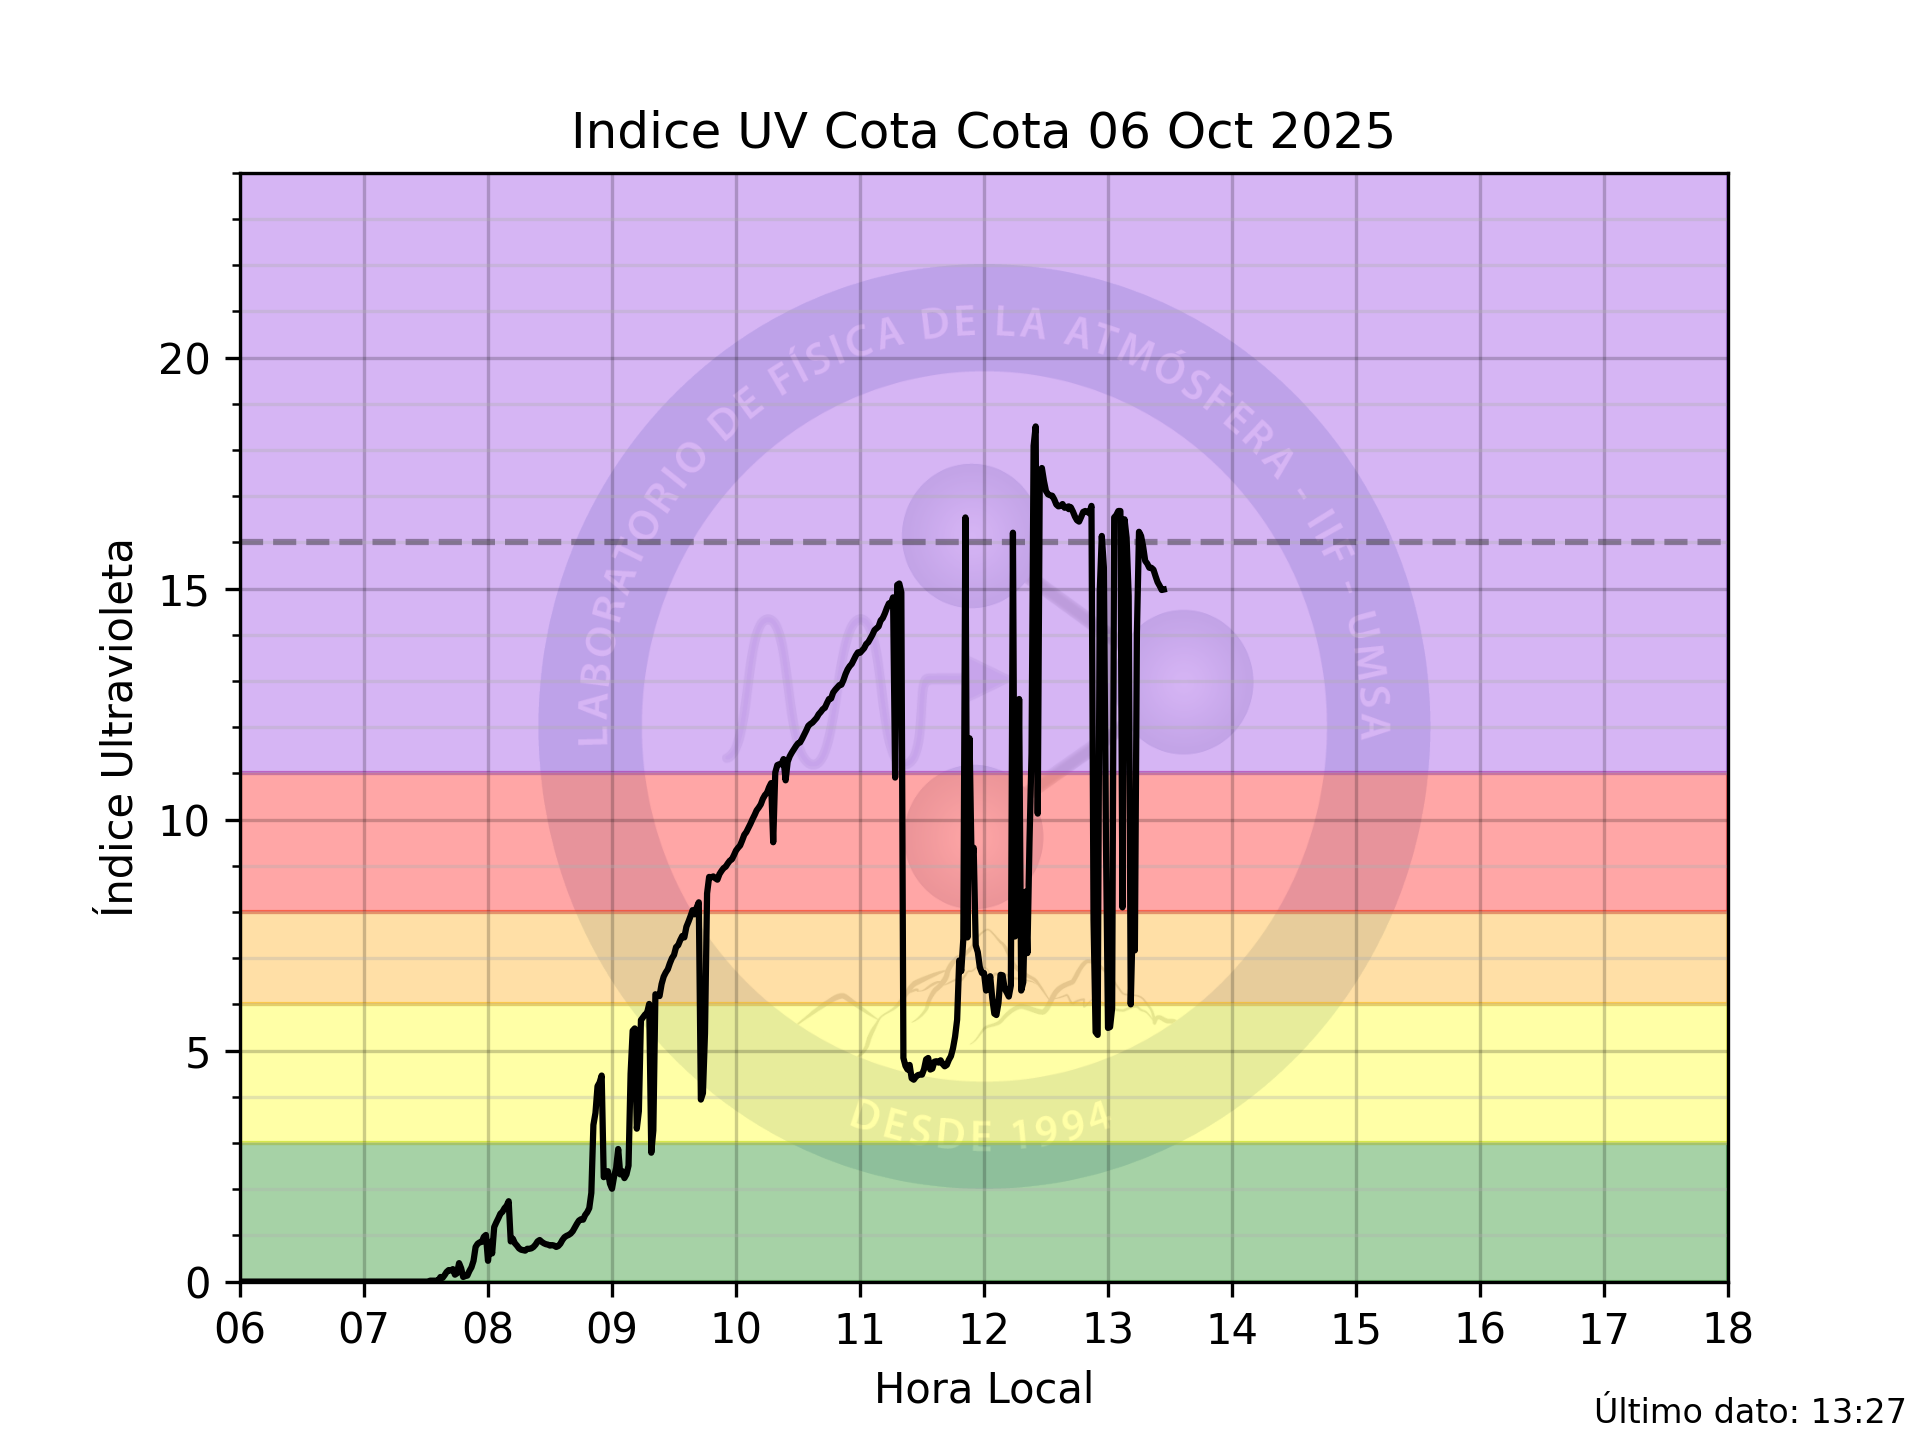 Indice UV Cota Cota 06 Oct 2025
Índice Ultravioleta
20
15
10
5
0
LABORATORIO DE FÍSICA DE LA ATMÓSFERA - IIF - UMSA
DESDE 1994
06 07 08 09 10 11 12 13 14 15 16 17 18
Hora Local
Último dato: 13:27